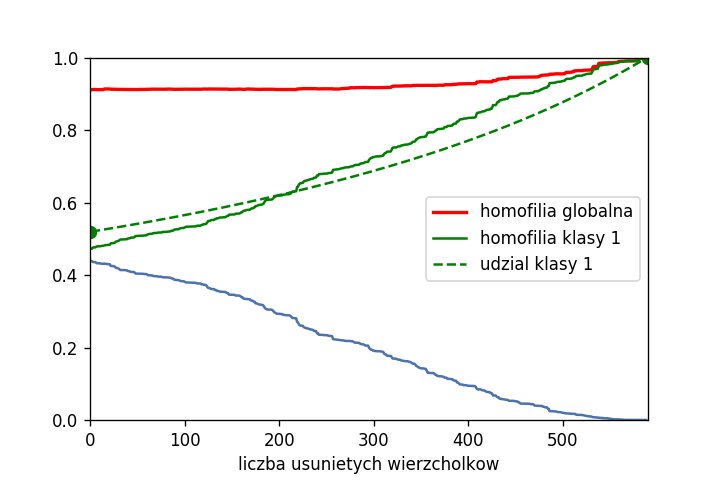 1.0
0.8
0.6
0.4
0.2
0.0
homofilia globalna
homofilia klasy 1
udzial klasy 1
0 100 200 300 400 500
liczba usunietych wierzcholkow